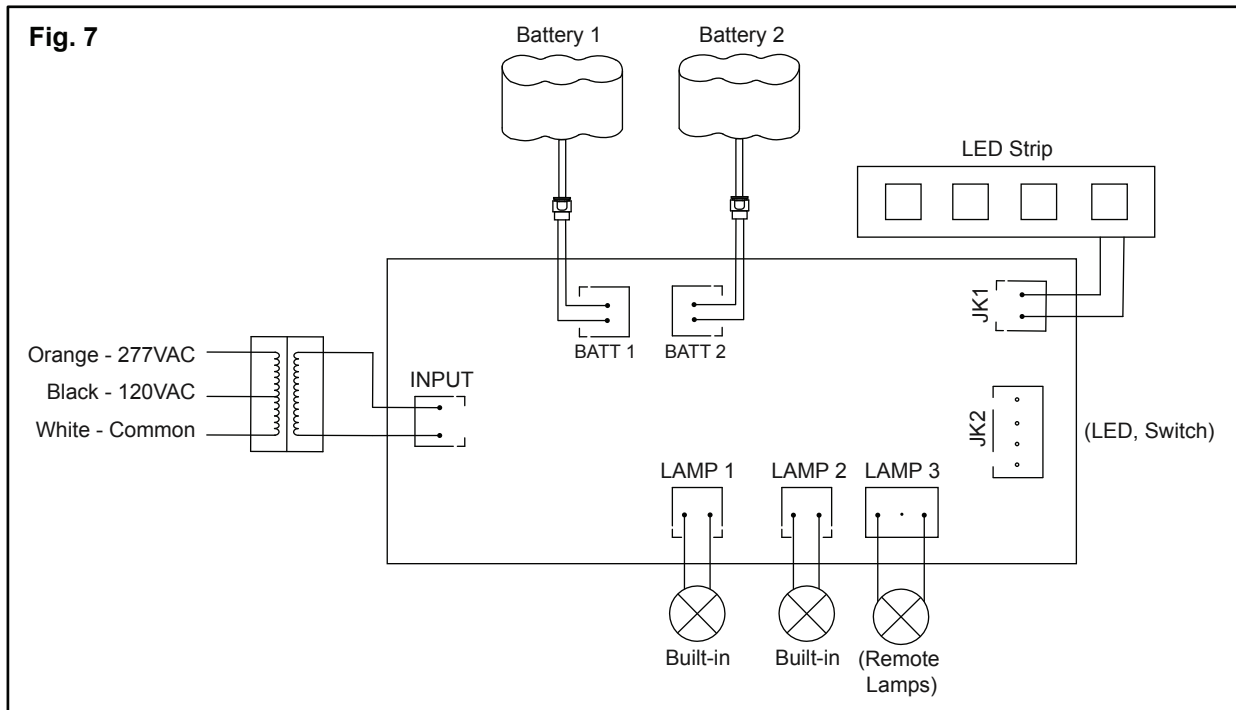 Fig. 7
Battery 1
Battery 2
LED Strip
JK1
BATT 1
BATT 2
Orange - 277VAC
Black - 120VAC
White - Common
INPUT
JK2
(LED, Switch)
LAMP 1
LAMP 2
LAMP 3
Built-in
Built-in
(Remote
Lamps)